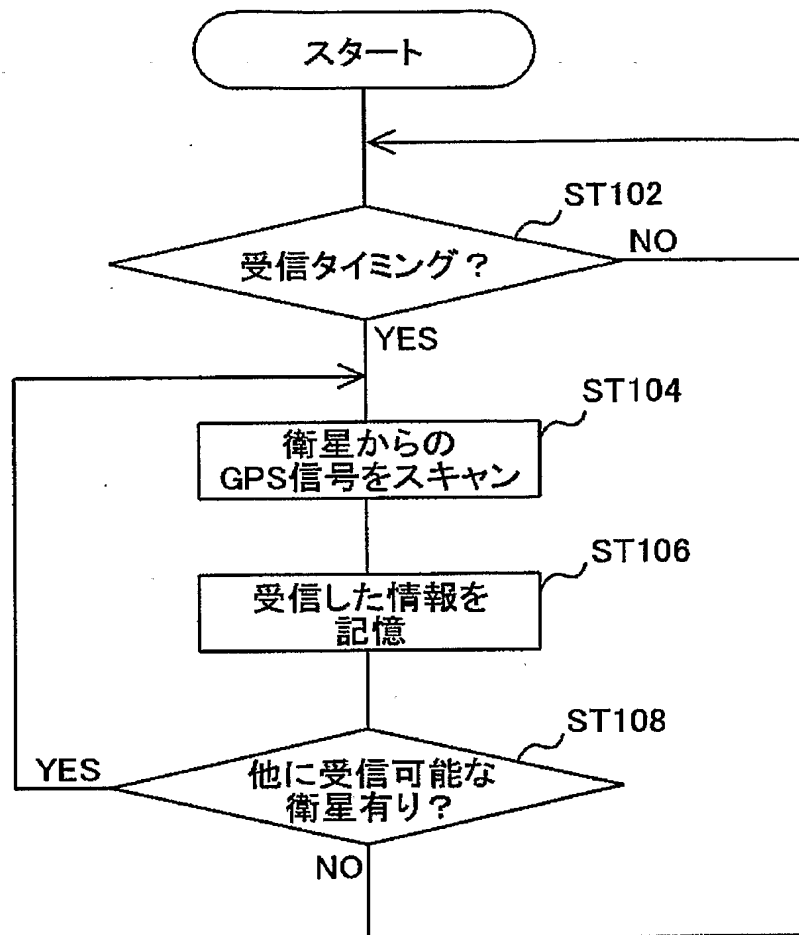 スタート
ST102
受信タイミング？
NO
YES
ST104
衛星からの
GPS信号をスキャン
ST106
受信した情報を
記憶
ST108
YES
他に受信可能な
衛星有り？
NO